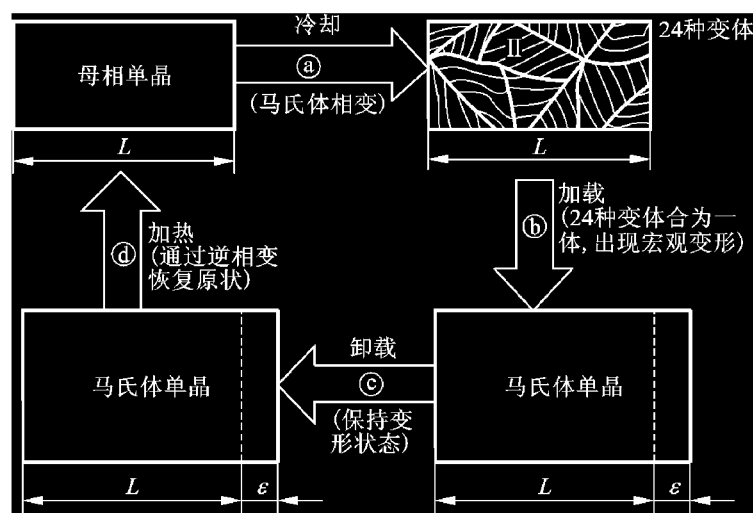 冷却
ⓐ
(马氏体相变)
母相单晶
Ⅱ
24种变体
L
L
加载
(24种变体合为一
体,出现宏观变形)
ⓑ
ⓓ
加热
(通过逆相变
恢复原状)
马氏体单晶
卸载
ⓒ
(保持变
形状态)
马氏体单晶
L
ε
L
ε